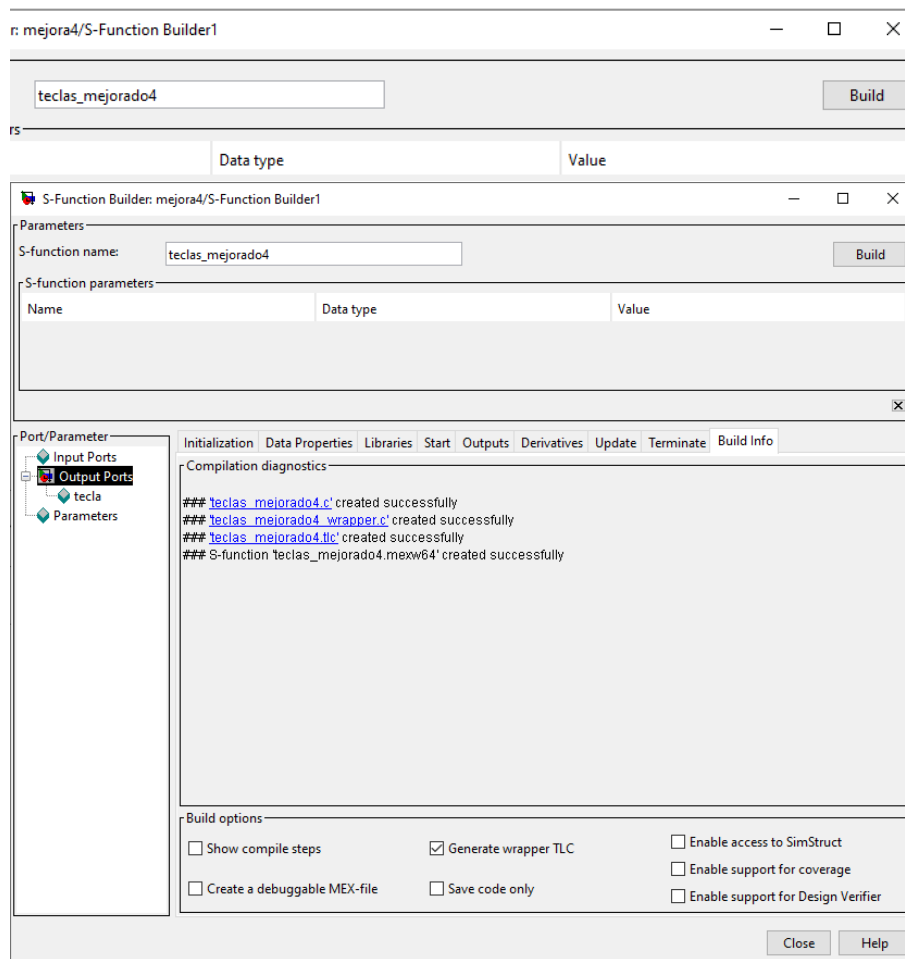 r: mejora4/S-Function Builder1
teclas_mejorado4
Build
rs
Data type
Value
S-Function Builder: mejora4/S-Function Builder1
Parameters
S-function name:
teclas_mejorado4
Build
S-function parameters
Name
Data type
Value
Port/Parameter
Input Ports
Output Ports
tecla
Parameters
Initialization Data Properties Libraries Start Outputs Derivatives Update Terminate Build Info
Compilation diagnostics
### 'teclas_mejorado4.c' created successfully
### 'teclas_mejorado4_wrapper.c' created successfully
### 'teclas_mejorado4.tlc' created successfully
### S-function 'teclas_mejorado4.mexw64' created successfully
Build options
Show compile steps
Generate wrapper TLC
Enable access to SimStruct
Enable support for coverage
Create a debuggable MEX-file
Save code only
Enable support for Design Verifier
Close
Help